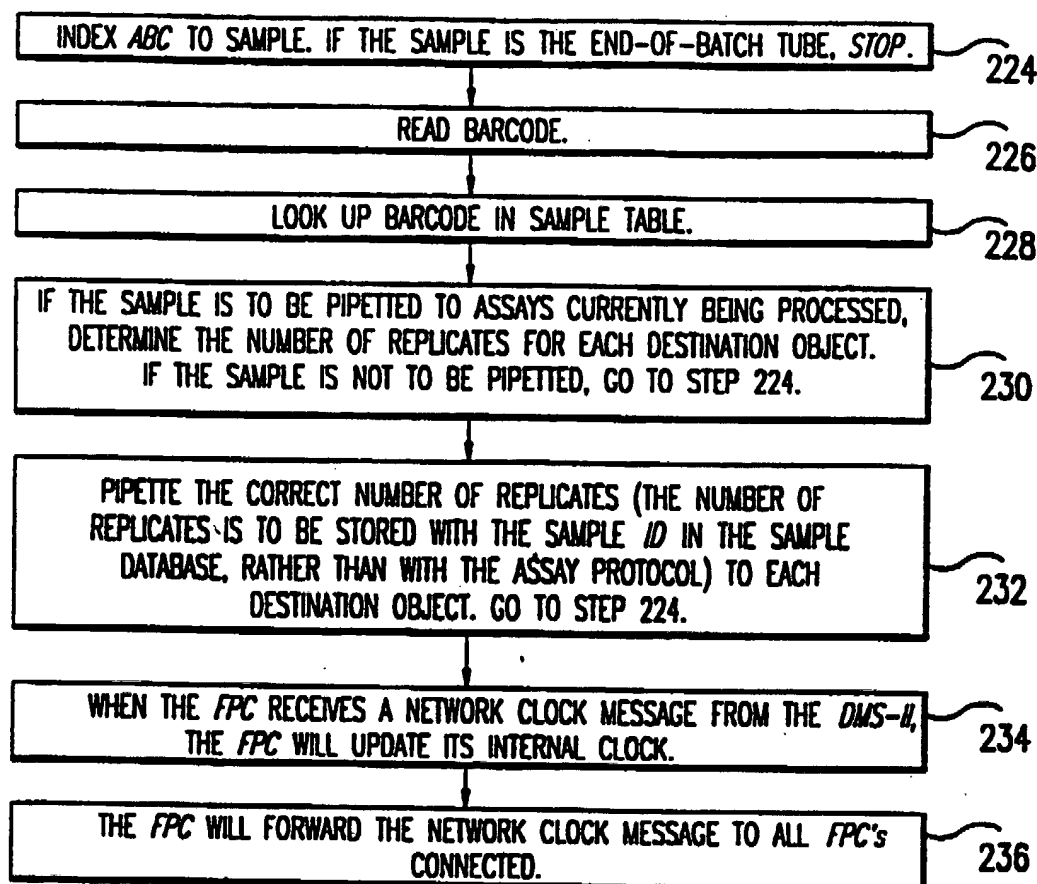 INDEX ABC TO SAMPLE. IF THE SAMPLE IS THE END-OF-BATCH TUBE, STOP.
224
READ BARCODE.
226
LOOK UP BARCODE IN SAMPLE TABLE.
228
IF THE SAMPLE IS TO BE PIPETTED TO ASSAYS CURRENTLY BEING PROCESSED,
DETERMINE THE NUMBER OF REPLICATES FOR EACH DESTINATION OBJECT.
IF THE SAMPLE IS NOT TO BE PIPETTED, GO TO STEP 224.
230
PIPETTE THE CORRECT NUMBER OF REPLICATES (THE NUMBER OF
REPLICATES IS TO BE STORED WITH THE SAMPLE ID IN THE SAMPLE
DATABASE, RATHER THAN WITH THE ASSAY PROTOCOL) TO EACH
DESTINATION OBJECT. GO TO STEP 224.
232
WHEN THE FPC RECEIVES A NETWORK CLOCK MESSAGE FROM THE DMS-II,
THE FPC WILL UPDATE ITS INTERNAL CLOCK.
234
THE FPC WILL FORWARD THE NETWORK CLOCK MESSAGE TO ALL FPC's
CONNECTED.
236